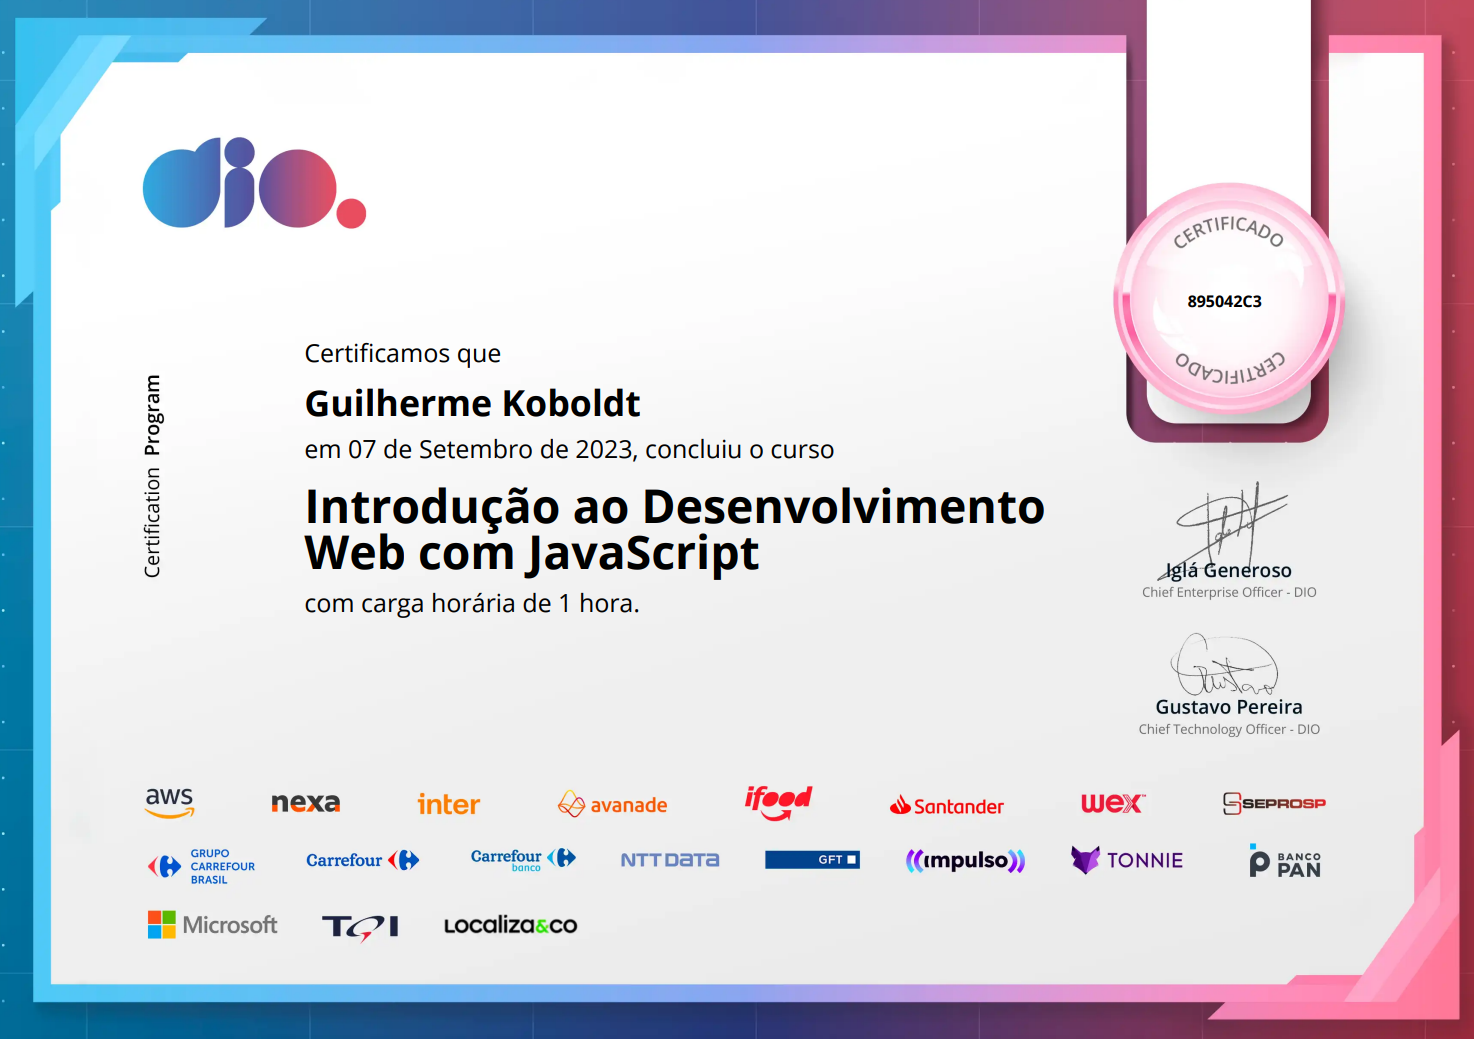 dio.
CERTIFICADO
895042C3
CERTIFICADO
Certification Program
Certificamos que
Guilherme Koboldt
em 07 de Setembro de 2023, concluiu o curso
Introdução ao Desenvolvimento
Web com JavaScript
com carga horária de 1 hora.
Iglá Generoso
Chief Enterprise Officer - DIO
Gustavo
Gustavo Pereira
Chief Technology Officer - DIO
aws nexa inter avanade ifood Santander wex SEPROSP
GRUPO
CARREFOUR
BRASIL
Carrefour
Carrefour
banco
NTT DATA
GFT
impulso
TONNIE
BANCO
PAN
Microsoft TQI Localiza&co